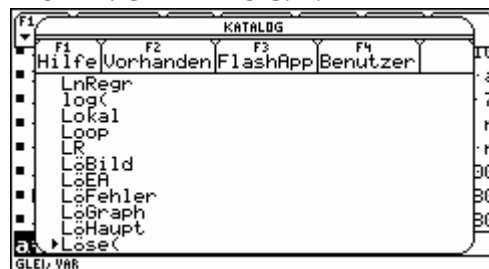 F1
KATALOG
F1 F2 F3 F4
Hilfe Vorhanden FlashApp Benutzer
LnRegr
log(
Lokal
Loop
LR
LöBild
LöEA
LöFehler
LöGraph
LöHaupt
▸Löse(
GLEI, VAR